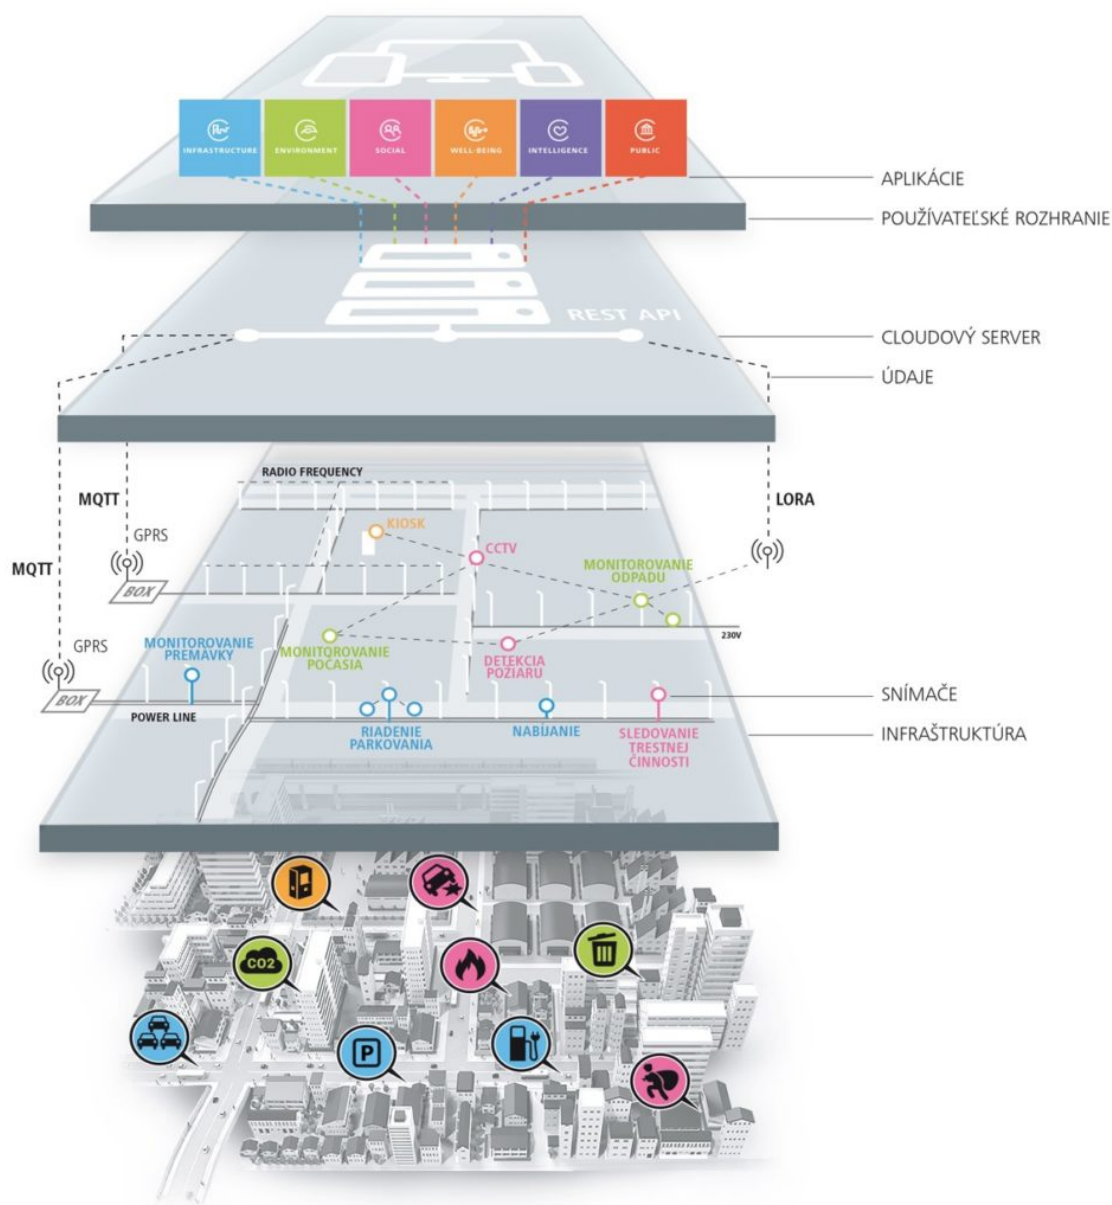 INFRASTRUCTURE
ENVIRONMENT
SOCIAL
WELL-BEING
INTELLIGENCE
PUBLIC
APLIKÁCIE
POUŽÍVATEĽSKÉ ROZHRANIE
REST API
CLOUDOVÝ SERVER
ÚDAJE
RADIO FREQUENCY
MQTT
LORA
KIOSK
GPRS
CCTV
MONITOROVANIE
ODPADU
MQTT
BOX
230V
GPRS
MONITOROVANIE
PREMÁVKY
MONITOROVANIE
POČASIA
DETEKCIA
POŽIARU
SNÍMAČE
BOX
POWER LINE
RIADENIE
PARKOVANIA
NABÍJANIE
SLEDOVANIE
TRESTNEJ
ČINNOSTI
INFRAŠTRUKTÚRA
CO2
P